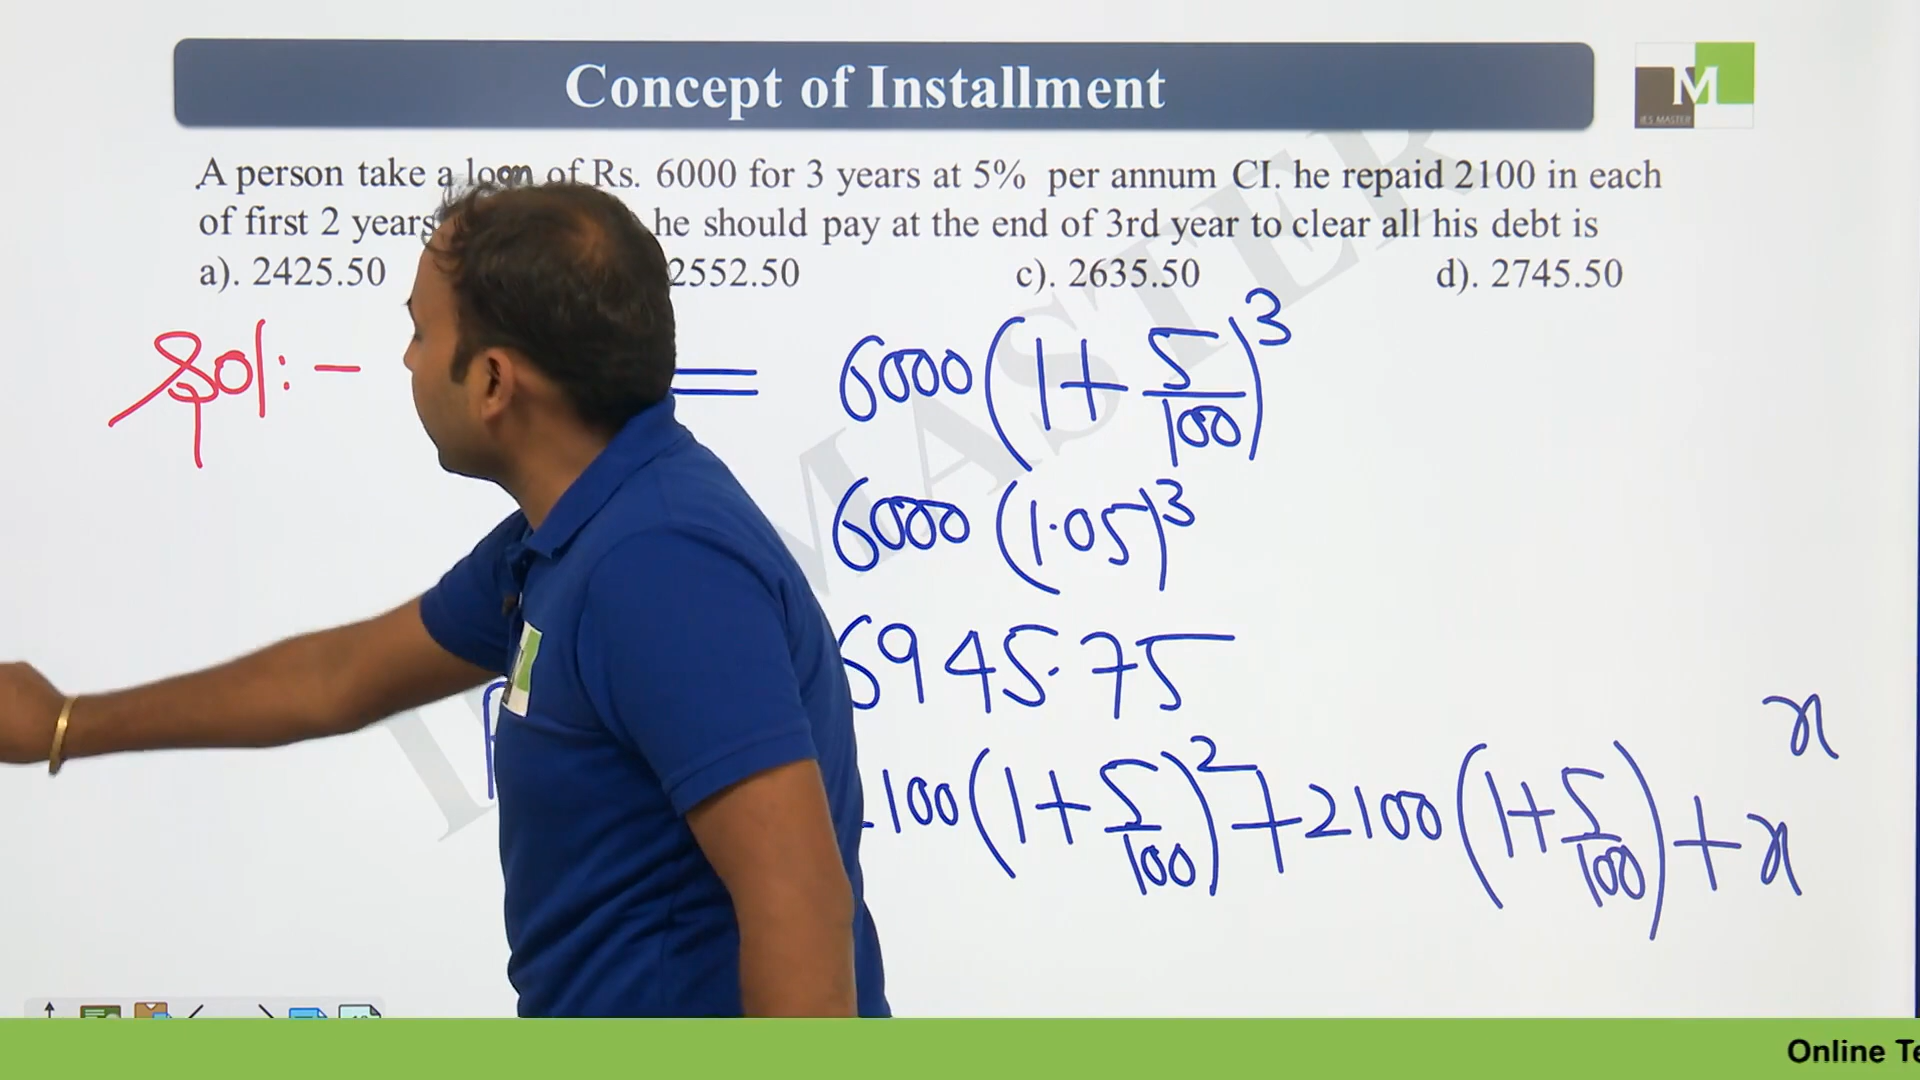 Concept of Installment
M
IES MASTER
A person take a loan of Rs. 6000 for 3 years at 5% per annum CI. he repaid 2100 in each
of first 2 years he should pay at the end of 3rd year to clear all his debt is
a). 2425.50 2552.50 c). 2635.50 d). 2745.50
Sol:- = 6000(1+5/100)^3
6000(1.05)^3
6945.75
x
100(1+5/100)^2+2100(1+5/100)+x
MASTER
Online Te